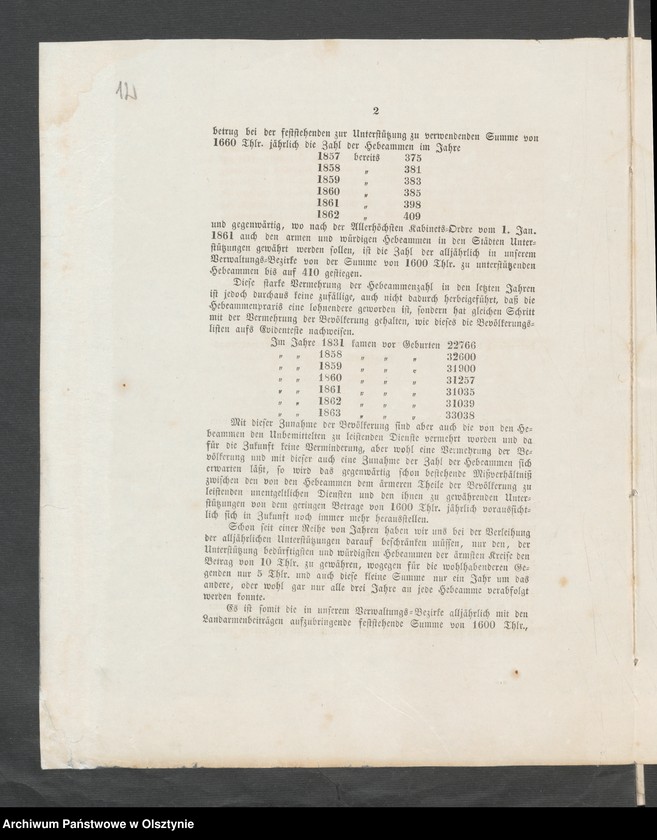 121
2
betrug bei der feststehenden zur Unterstützung zu verwendenden Summe von
1660 Thlr. jährlich die Zahl der Hebeammen im Jahre
1857 bereits 375
1858 „ 381
1859 „ 383
1860 „ 385
1861 „ 398
1862 „ 409
und gegenwärtig, wo nach der Allerhöchsten Kabinets-Ordre vom 1. Jan.
1861 auch den armen und würdigen Hebeammen in den Städten Unter-
stützungen gewährt werden sollen, ist die Zahl der alljährlich in unserem
Verwaltungs-Bezirke von der Summe von 1600 Thlr. zu unterstützenden
Hebeammen bis auf 410 gestiegen.
Diese starke Vermehrung der Hebeammenzahl in den letzten Jahren
ist jedoch durchaus keine zufällige, auch nicht dadurch herbeigeführt, daß die
Hebeammenpraxis eine lohnendere geworden ist, sondern hat gleichen Schritt
mit der Vermehrung der Bevölkerung gehalten, wie dieses die Bevölkerungs-
listen aufs Evidenteste nachweisen.
Im Jahre 1831 kamen vor Geburten 22766
„ „ 1858 „ „ „ 32600
„ „ 1859 „ „ „ 31900
„ „ 1860 „ „ „ 31257
„ „ 1861 „ „ „ 31035
„ „ 1862 „ „ „ 31039
„ „ 1863 „ „ „ 33038
Mit dieser Zunahme der Bevölkerung sind aber auch die von den He-
beammen den Unbemittelten zu leistenden Dienste vermehrt worden und da
für die Zukunft keine Verminderung, aber wohl eine Vermehrung der Be-
völkerung und mit dieser auch eine Zunahme der Zahl der Hebeammen sich
erwarten läßt, so wird das gegenwärtig schon bestehende Mißverhältniß
zwischen den von den Hebeammen dem ärmeren Theile der Bevölkerung zu
leistenden unentgeltlichen Diensten und den ihnen zu gewährenden Unter-
stützungen von dem geringen Betrage von 1600 Thlr. jährlich voraussicht-
lich sich in Zukunft noch immer mehr herausstellen.
Schon seit einer Reihe von Jahren haben wir uns bei der Verleihung
der alljährlichen Unterstützungen darauf beschränken müssen, nur den, der
Unterstützung bedürftigsten und würdigsten Hebeammen der ärmsten Kreise den
Betrag von 10 Thlr. zu gewähren, wogegen für die wohlhabenderen Ge-
genden nur 5 Thlr. und auch diese kleine Summe nur ein Jahr um das
andere, oder wohl gar nur alle drei Jahre an jede Hebeamme verabfolgt
werden konnte.
Es ist somit die in unserem Verwaltungs-Bezirke alljährlich mit den
Landarmenbeiträgen aufzubringende feststehende Summe von 1600 Thlr.,
Archiwum Państwowe w Olsztynie